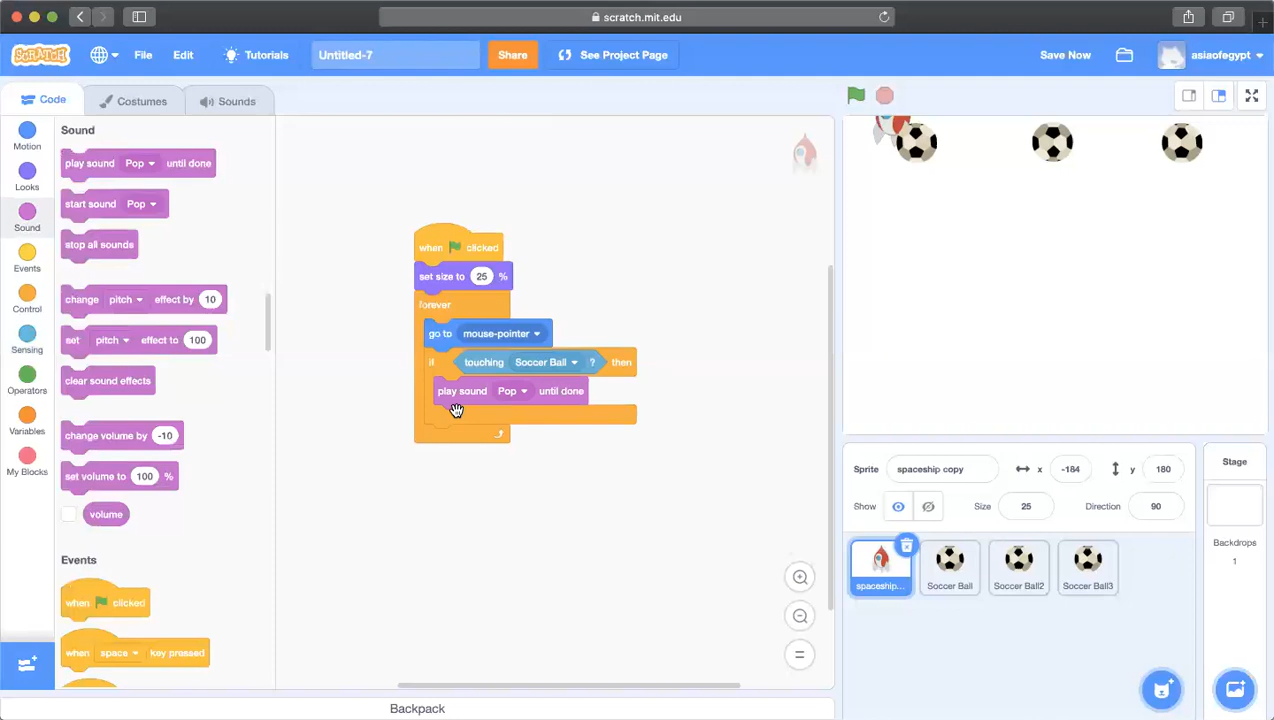 scratch.mit.edu
SCRATCH
File
Edit
Tutorials
Untitled-7
Share
See Project Page
Save Now
asiaofegypt
Code
Costumes
Sounds
Motion
Looks
Sound
Events
Control
Sensing
Operators
Variables
My Blocks
Sound
play sound Pop until done
start sound Pop
stop all sounds
change pitch effect by 10
set pitch effect to 100
clear sound effects
change volume by -10
set volume to 100 %
volume
Events
when clicked
when space key pressed
when clicked
set size to 25 %
forever
go to mouse-pointer
if touching Soccer Ball ? then
play sound Pop until done
Backpack
Sprite spaceship copy x -184 y 180
Show Size 25 Direction 90
spaceship...
Soccer Ball
Soccer Ball2
Soccer Ball3
Stage
Backdrops
1